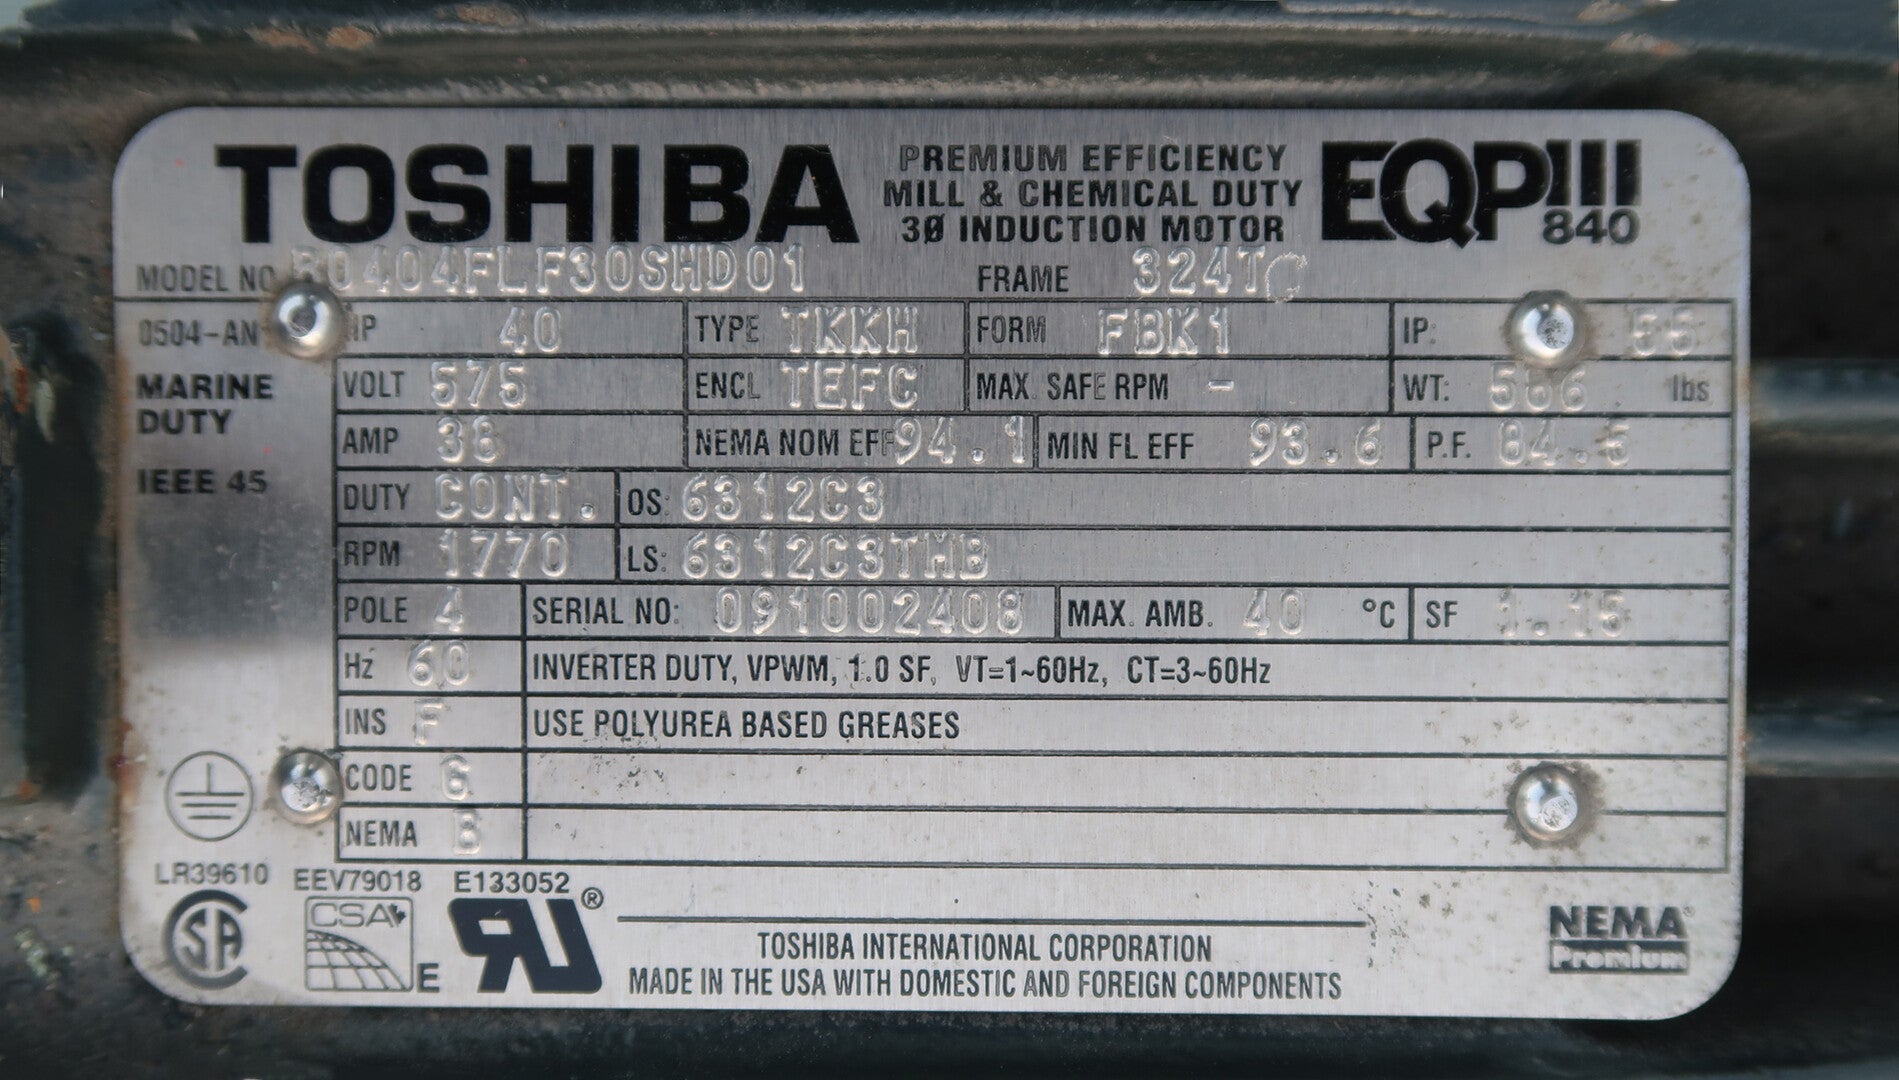 TOSHIBA PREMIUM EFFICIENCY MILL & CHEMICAL DUTY 3Ø INDUCTION MOTOR EQPIII 840
MODEL NO. B0404FLF30SHD01 FRAME 324TC
0504-AN HP 40 TYPE TKKH FORM FBK1 IP: 55
MARINE DUTY VOLT 575 ENCL TEFC MAX. SAFE RPM - WT: lbs
AMP 38 NEMA NOM EFF 94.1 MIN FL EFF 93.6 P.F. 84.5
IEEE 45 DUTY CONT. OS: 6312C3
RPM 1770 LS: 6312C3THB
POLE 4 SERIAL NO: 091002408 MAX. AMB. 40 °C SF 1.15
Hz 60 INVERTER DUTY, VPWM, 1.0 SF, VT=1~60Hz, CT=3~60Hz
INS F USE POLYUREA BASED GREASES
CODE G
NEMA B
LR39610 EEV79018 E133052
SA CSA E RU ®
TOSHIBA INTERNATIONAL CORPORATION
MADE IN THE USA WITH DOMESTIC AND FOREIGN COMPONENTS
NEMA
Premium